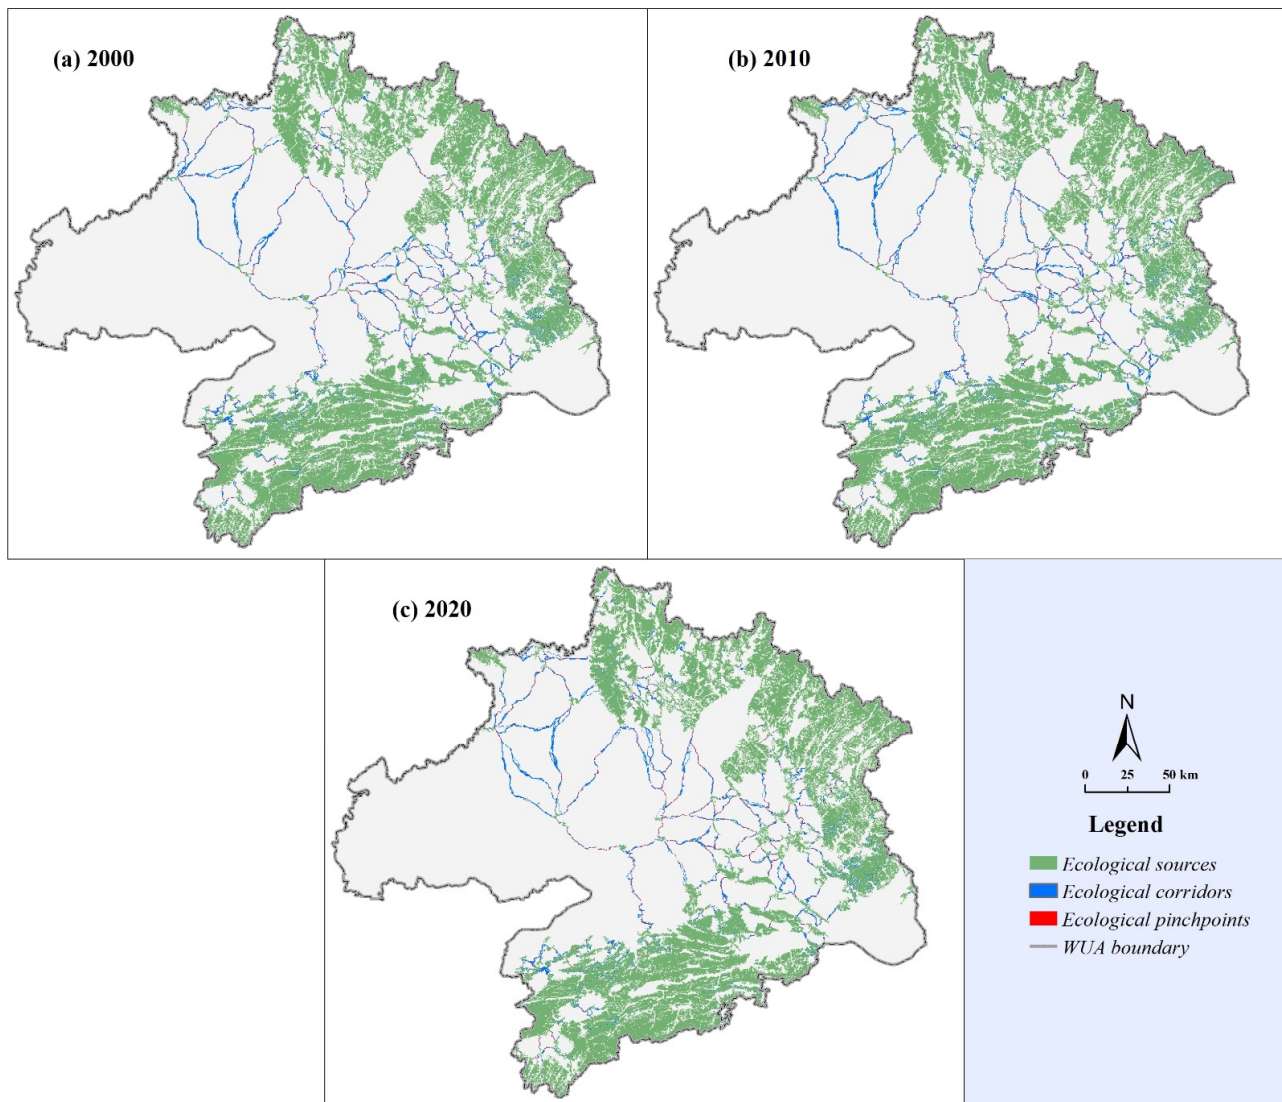 (a) 2000
(b) 2010
(c) 2020
N
0 25 50 km
Legend
Ecological sources
Ecological corridors
Ecological pinchpoints
WUA boundary